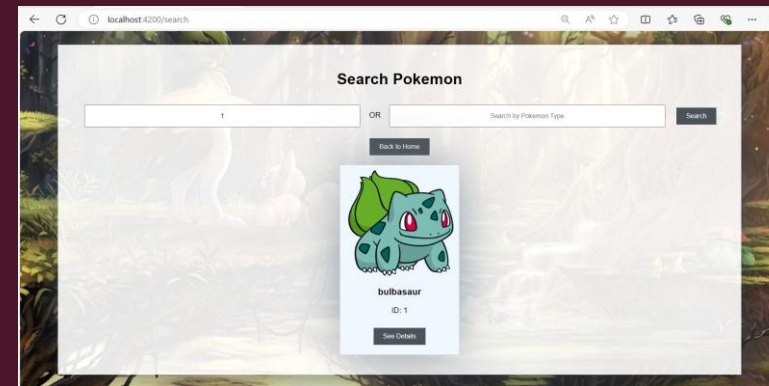 localhost:4200/search
Search Pokemon
1 OR Search by Pokemon Type Search
Back to Home
bulbasaur
ID: 1
See Details